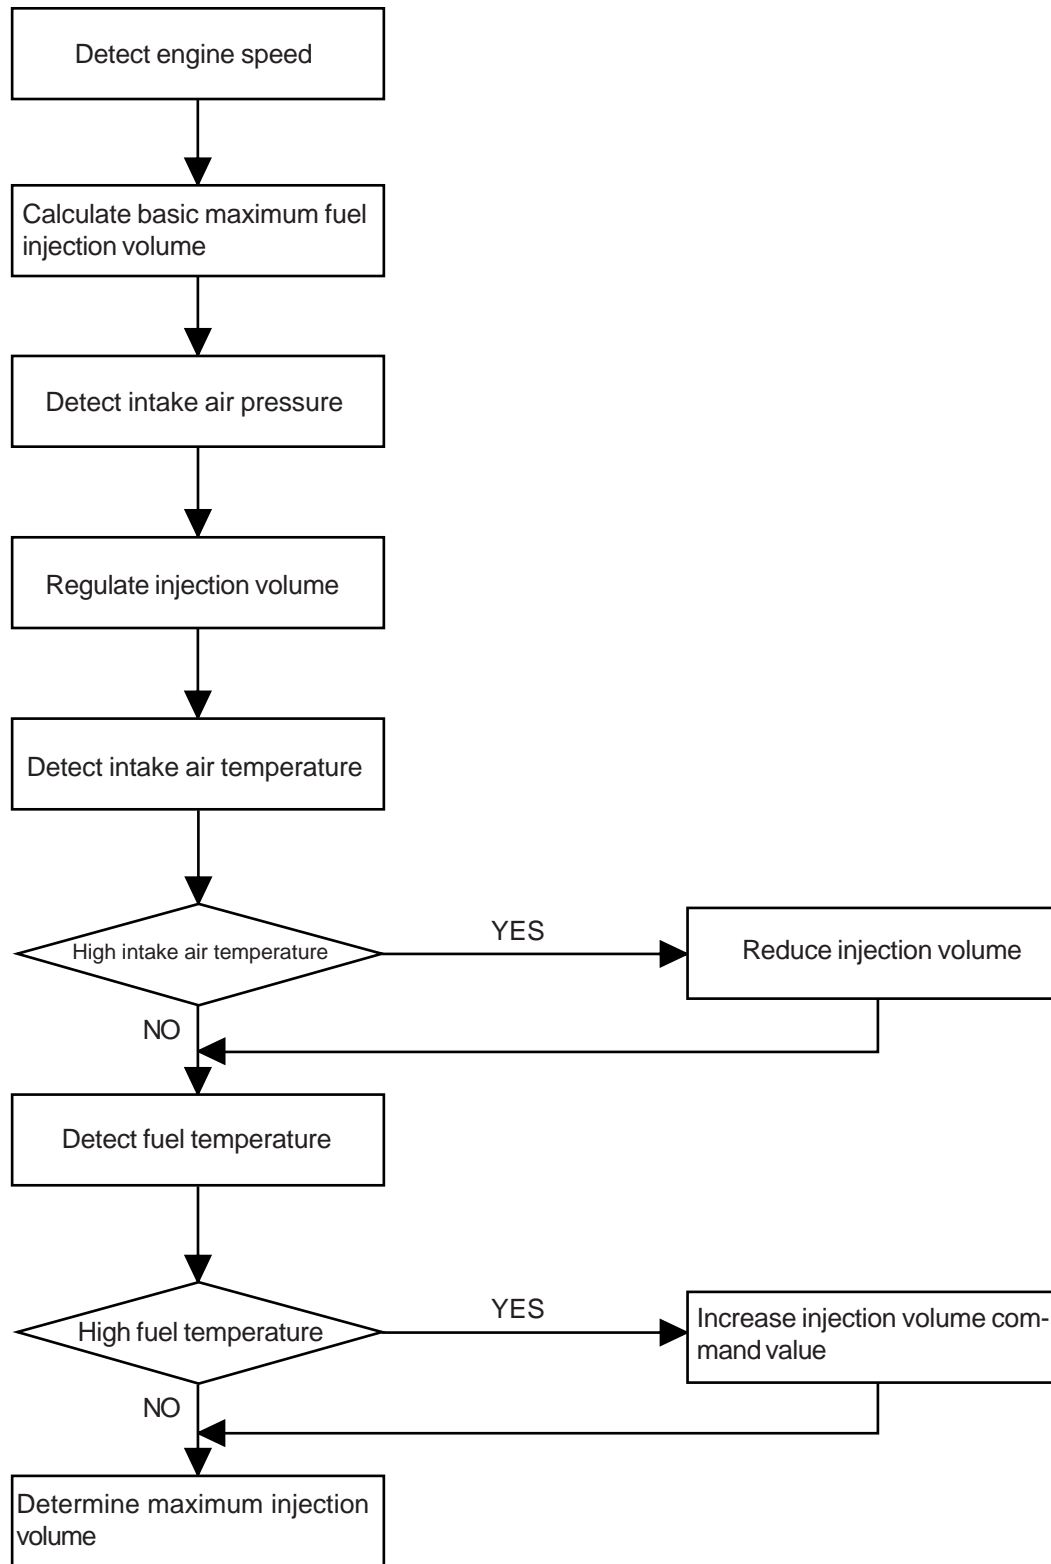 Detect engine speed
Calculate basic maximum fuel
injection volume
Detect intake air pressure
Regulate injection volume
Detect intake air temperature
High intake air temperature
YES
Reduce injection volume
NO
Detect fuel temperature
High fuel temperature
YES
Increase injection volume com-
mand value
NO
Determine maximum injection
volume